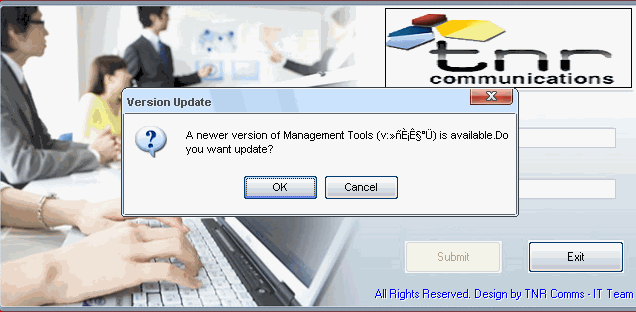 tnr
communications
Version Update
A newer version of Management Tools (v:»ñÈ¡Ê§°Ü) is available.Do
you want update?
OK
Cancel
Submit
Exit
All Rights Reserved. Design by TNR Comms - IT Team